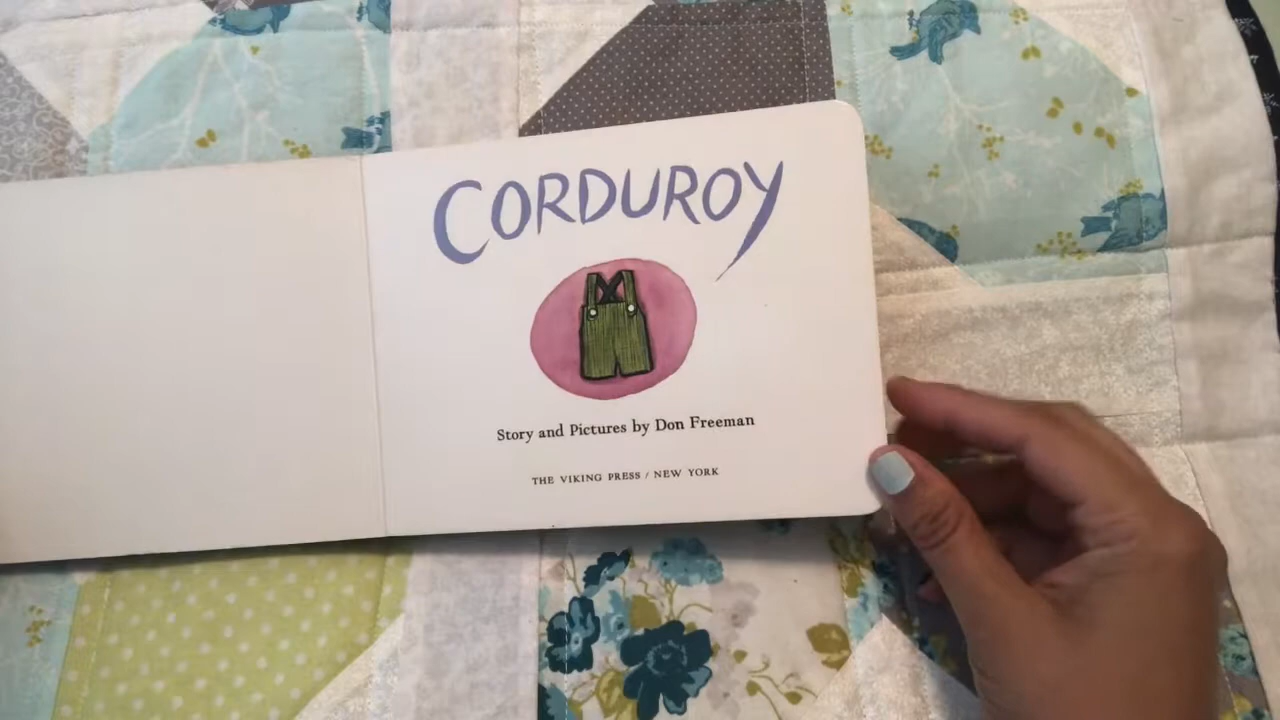 CORDUROY
Story and Pictures by Don Freeman
THE VIKING PRESS / NEW YORK